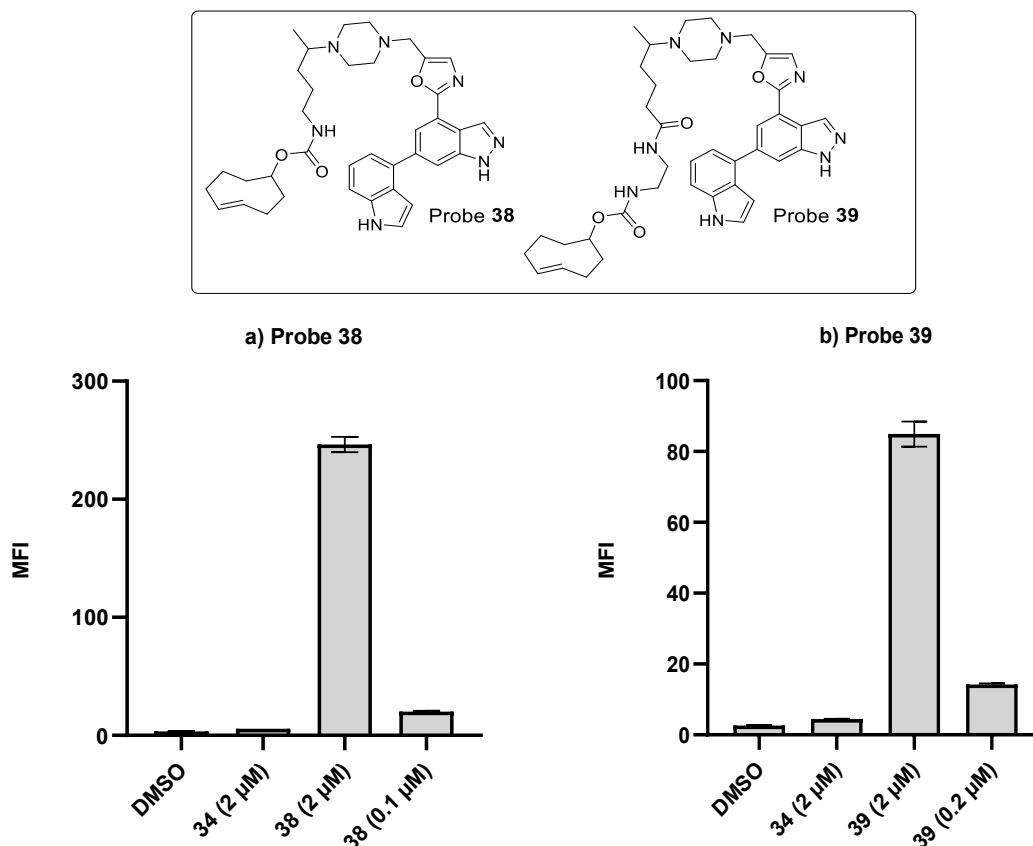 N
N
N
N
O
N
O
N
NH
O
O
N
NH
O
N
O
N
N
H
HN
N
N
H
HN
NH
O
O
HN
Probe 38
Probe 39
a) Probe 38
b) Probe 39
300
200
100
0
MFI
DMSO
34 (2 µM)
38 (2 µM)
38 (0.1 µM)
100
80
60
40
20
0
MFI
DMSO
34 (2 µM)
39 (2 µM)
39 (0.2 µM)